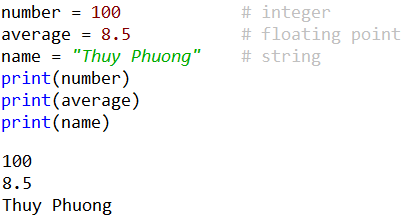 number = 100            # integer
average = 8.5           # floating point
name = "Thuy Phuong"    # string
print(number)
print(average)
print(name)
100
8.5
Thuy Phuong